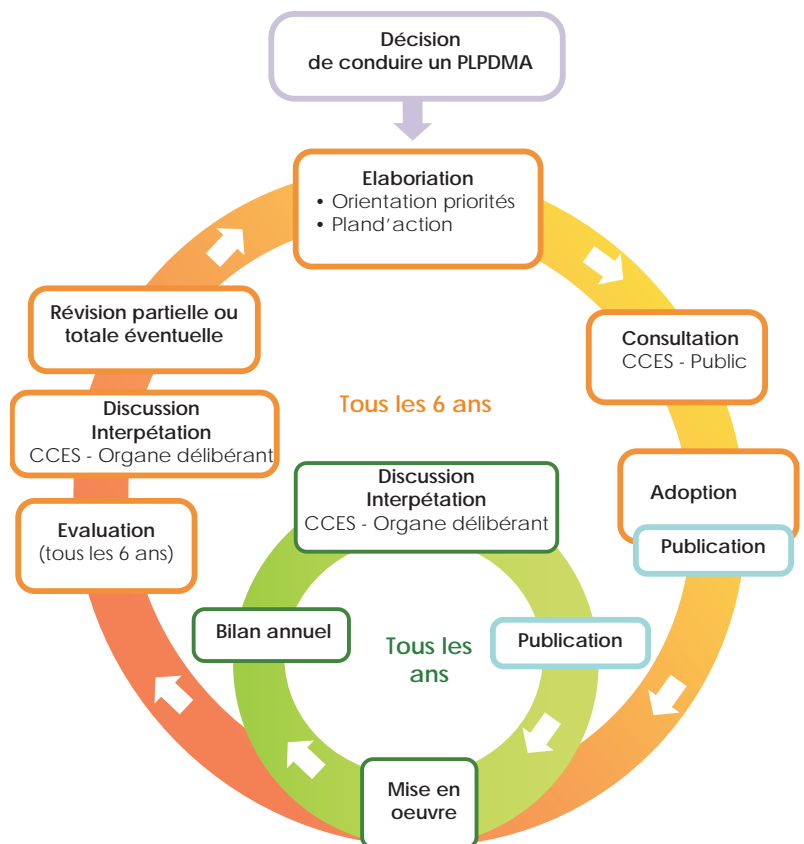 Décision
de conduire un PLPDMA
Elaboriation
• Orientation priorités
• Pland'action
Révision partielle ou
totale éventuelle
Consultation
CCES - Public
Tous les 6 ans
Discussion
Interpétation
CCES - Organe délibérant
Discussion
Interpétation
CCES - Organe délibérant
Adoption
Publication
Evaluation
(tous les 6 ans)
Bilan annuel
Tous les
ans
Publication
Mise en
oeuvre